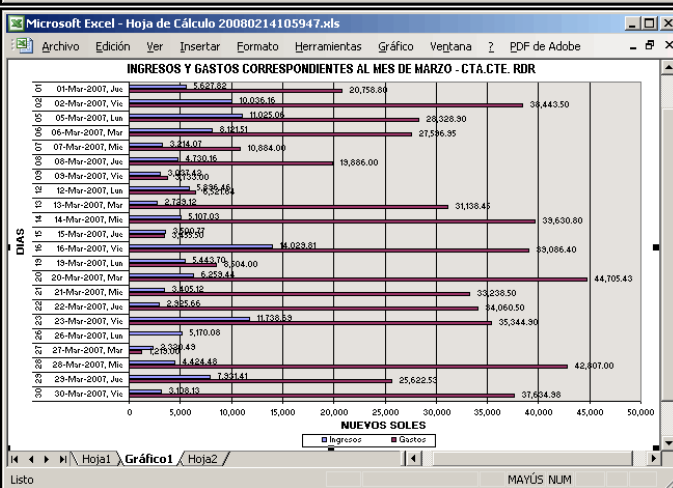 Microsoft Excel - Hoja de Cálculo 20080214105947.xls
Archivo Edición Ver Insertar Formato Herramientas Gráfico Ventana ? PDF de Adobe
INGRESOS Y GASTOS CORRESPONDIENTES AL MES DE MARZO - CTA.CTE. RDR
DIAS
01 01-Mar-2007, Jue 5,627.82 20,758.80
02 02-Mar-2007, Vie 10,036.16 38,443.50
05 05-Mar-2007, Lun 11,025.06 28,328.90
06 06-Mar-2007, Mar 8,121.51 27,596.95
07 07-Mar-2007, Mie 3,214.07 10,884.00
08 08-Mar-2007, Jue 4,730.16 19,886.00
09 09-Mar-2007, Vie
12 12-Mar-2007, Lun
13 13-Mar-2007, Mar 2,729.12 31,138.45
14 14-Mar-2007, Mie 5,107.03 39,630.80
15 15-Mar-2007, Jue
16 16-Mar-2007, Vie 14,029.81 39,086.40
19 19-Mar-2007, Lun 5,443.70 8,504.00
20 20-Mar-2007, Mar 6,259.44 44,705.43
21 21-Mar-2007, Mie 3,405.12 33,238.50
22 22-Mar-2007, Jue 2,925.66 34,060.50
23 23-Mar-2007, Vie 11,738.59 35,344.90
26 26-Mar-2007, Lun 5,170.08
27 27-Mar-2007, Mar
28 28-Mar-2007, Mie 4,424.48 42,807.00
29 29-Mar-2007, Jue 7,931.41 25,622.53
30 30-Mar-2007, Vie 3,108.13 37,634.98
0 5,000 10,000 15,000 20,000 25,000 30,000 35,000 40,000 45,000 50,000
NUEVOS SOLES
Ingresos Gastos
Hoja1 Gráfico1 Hoja2
Listo MAYÚS NUM